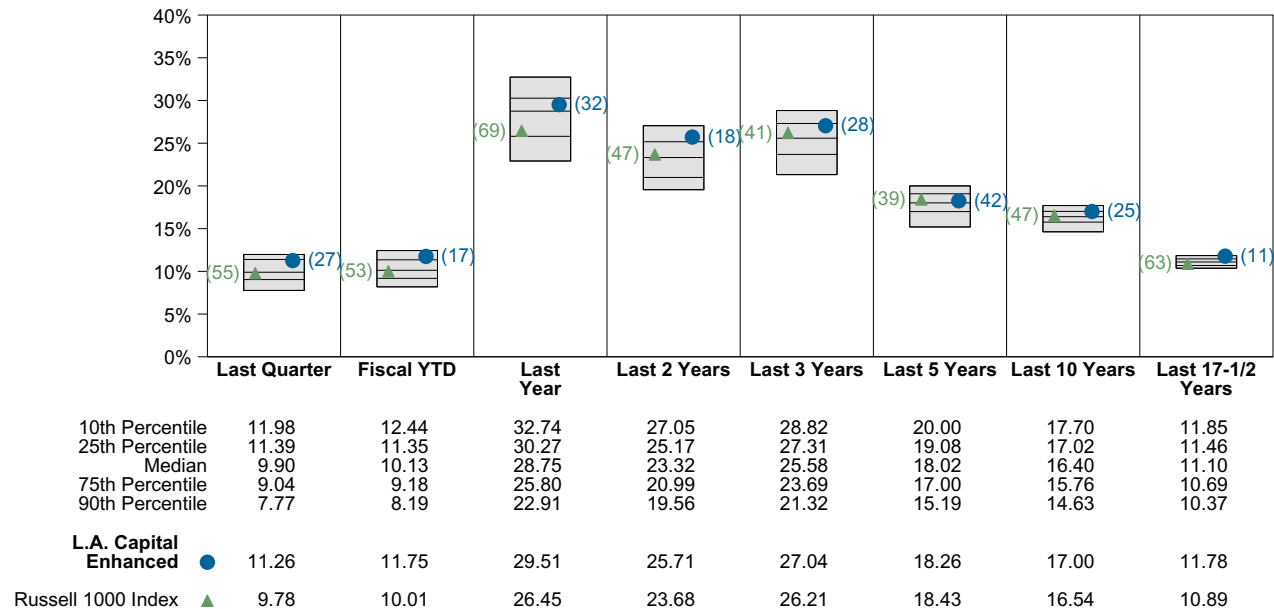 40%
35%
30%
25%
20%
15%
10%
5%
0%
(55) (27)
(53) (17)
(69) (32)
(47) (18)
(41) (28)
(39) (42)
(47) (25)
(63) (11)
Last Quarter Fiscal YTD Last Last 2 Years Last 3 Years Last 5 Years Last 10 Years Last 17-1/2
Year Years
10th Percentile 11.98 12.44 32.74 27.05 28.82 20.00 17.70 11.85
25th Percentile 11.39 11.35 30.27 25.17 27.31 19.08 17.02 11.46
Median 9.90 10.13 28.75 23.32 25.58 18.02 16.40 11.10
75th Percentile 9.04 9.18 25.80 20.99 23.69 17.00 15.76 10.69
90th Percentile 7.77 8.19 22.91 19.56 21.32 15.19 14.63 10.37
L.A. Capital
Enhanced 11.26 11.75 29.51 25.71 27.04 18.26 17.00 11.78
Russell 1000 Index 9.78 10.01 26.45 23.68 26.21 18.43 16.54 10.89